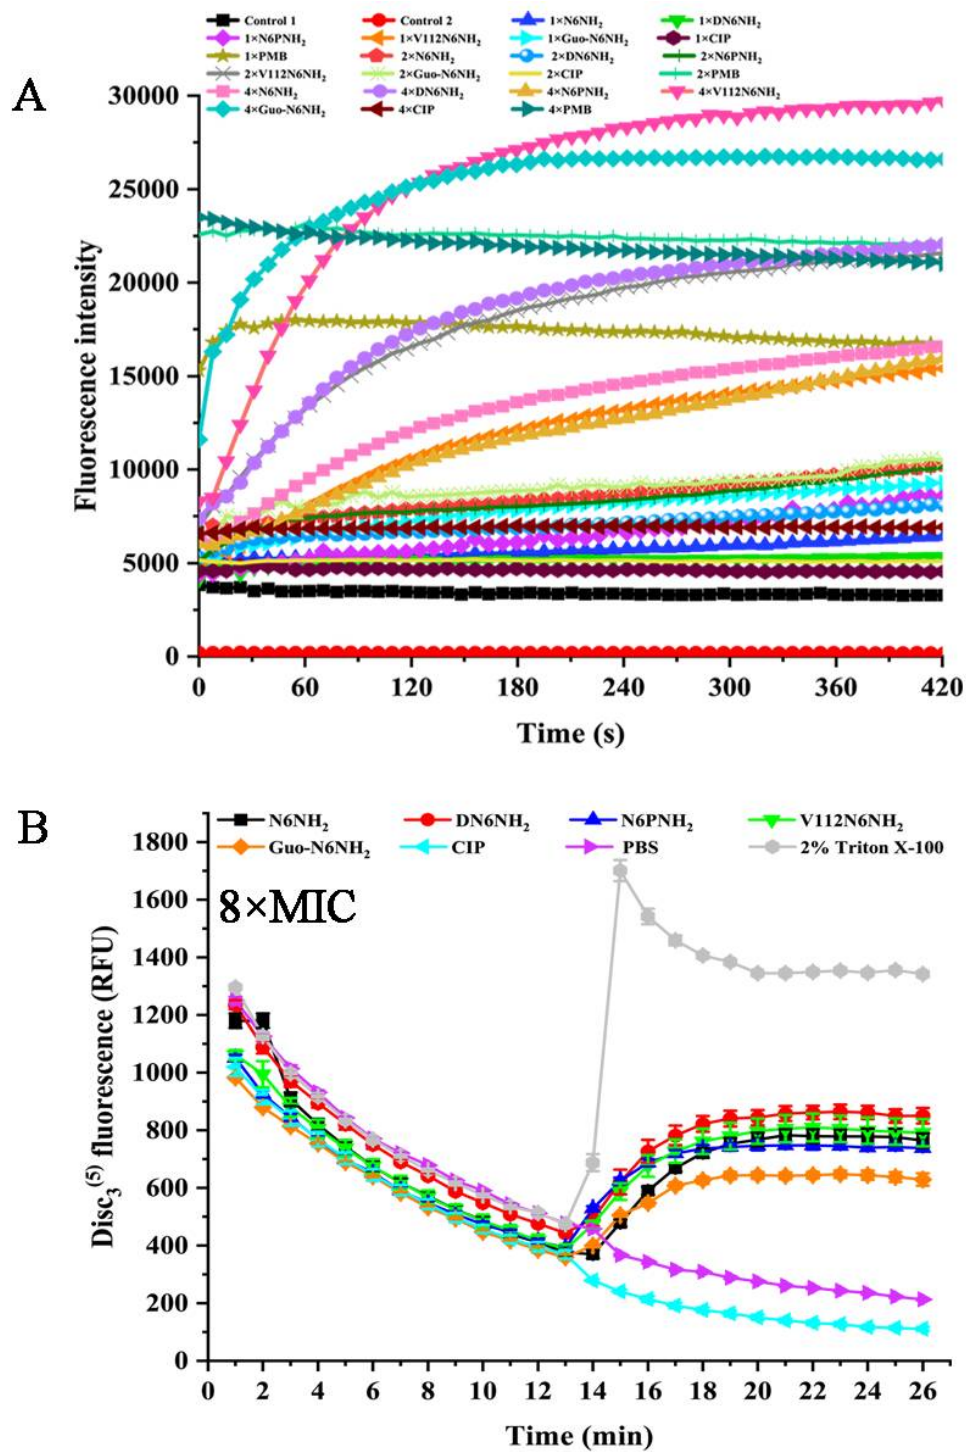 A
Control 1 Control 2 1×N6NH2 1×DN6NH2
1×N6PNH2 1×V112N6NH2 1×Guo-N6NH2 1×CIP
1×PMB 2×N6NH2 2×DN6NH2 2×N6PNH2
2×V112N6NH2 2×Guo-N6NH2 2×CIP 2×PMB
4×N6NH2 4×DN6NH2 4×N6PNH2 4×V112N6NH2
4×Guo-N6NH2 4×CIP 4×PMB
Fluorescence intensity
30000
25000
20000
15000
10000
5000
0
0 60 120 180 240 300 360 420
Time (s)
B
N6NH2 DN6NH2 N6PNH2 V112N6NH2
Guo-N6NH2 CIP PBS 2% Triton X-100
8×MIC
Disc3(5) fluorescence (RFU)
1800
1600
1400
1200
1000
800
600
400
200
0
0 2 4 6 8 10 12 14 16 18 20 22 24 26
Time (min)